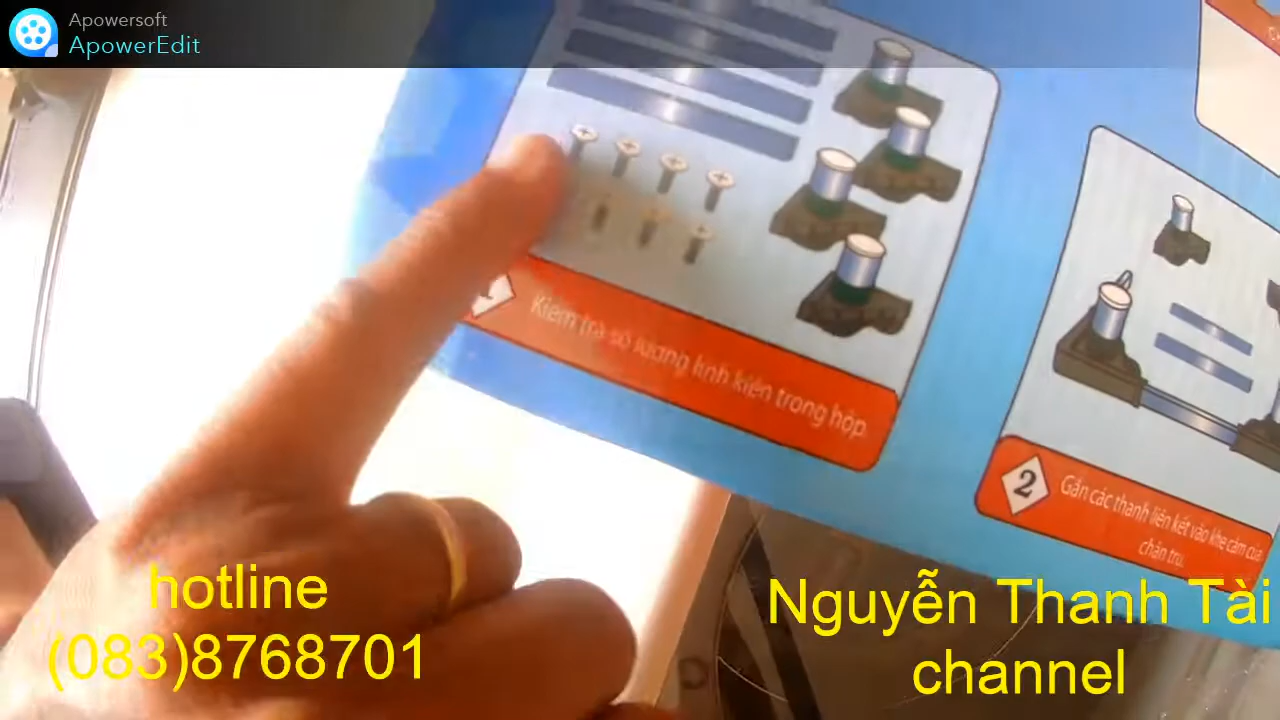 Apowersoft
ApowerEdit
1
Kiểm tra số lượng linh kiện trong hộp.
2
Gắn các thanh liên kết vào khe cắm của
chân trụ.
hotline
(083)8768701
Nguyễn Thanh Tài
channel